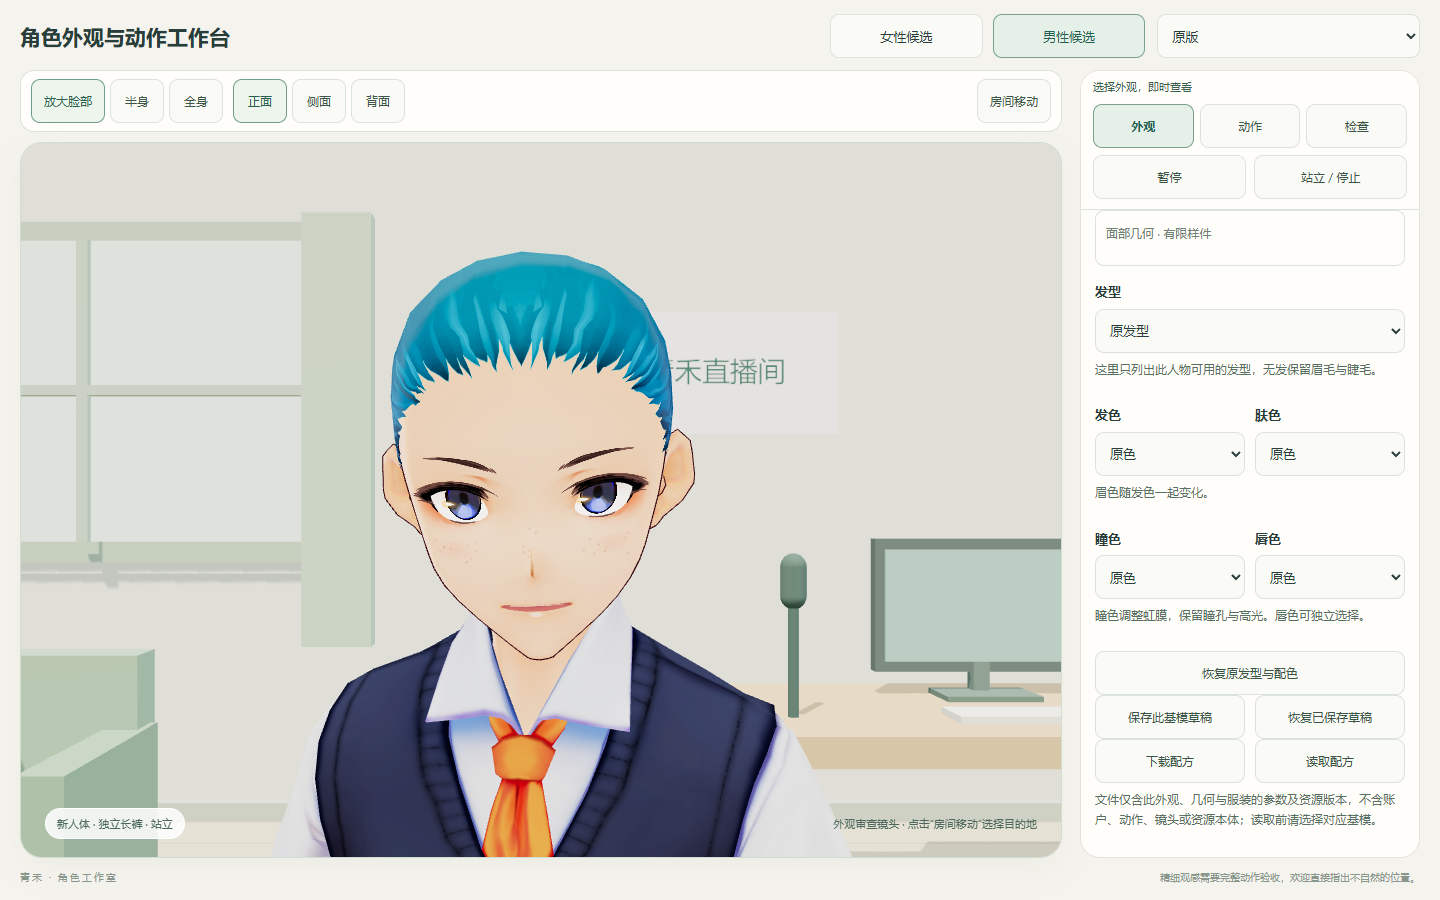 角色外观与动作工作台
女性候选
男性候选
原版
放大脸部
半身
全身
正面
侧面
背面
房间移动
选择外观，即时查看
外观
动作
检查
暂停
站立 / 停止
面部几何 · 有限样件
发型
原发型
这里只列出此人物可用的发型，无发保留眉毛与睫毛。
发色
肤色
原色
原色
眉色随发色一起变化。
瞳色
唇色
原色
原色
瞳色调整虹膜，保留瞳孔与高光。唇色可独立选择。
恢复原发型与配色
保存此基模草稿
恢复已保存草稿
下载配方
读取配方
文件仅含此外观、几何与服装的参数及资源版本，不含账
户、动作、镜头或资源本体；读取前请选择对应基模。
禾直播间
新人体 · 独立长裤 · 站立
外观审查镜头 · 点击“房间移动”选择目的地
青禾 · 角色工作室
精细观感需要完整动作验收，欢迎直接指出不自然的位置。